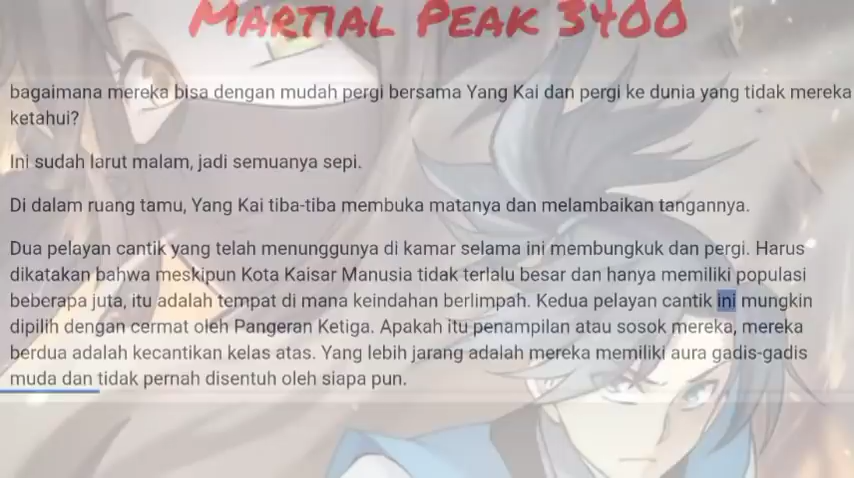 MARTIAL PEAK 3400
bagaimana mereka bisa dengan mudah pergi bersama Yang Kai dan pergi ke dunia yang tidak mereka
ketahui?
Ini sudah larut malam, jadi semuanya sepi.
Di dalam ruang tamu, Yang Kai tiba-tiba membuka matanya dan melambaikan tangannya.
Dua pelayan cantik yang telah menunggunya di kamar selama ini membungkuk dan pergi. Harus
dikatakan bahwa meskipun Kota Kaisar Manusia tidak terlalu besar dan hanya memiliki populasi
beberapa juta, itu adalah tempat di mana keindahan berlimpah. Kedua pelayan cantik ini mungkin
dipilih dengan cermat oleh Pangeran Ketiga. Apakah itu penampilan atau sosok mereka, mereka
berdua adalah kecantikan kelas atas. Yang lebih jarang adalah mereka memiliki aura gadis-gadis
muda dan tidak pernah disentuh oleh siapa pun.